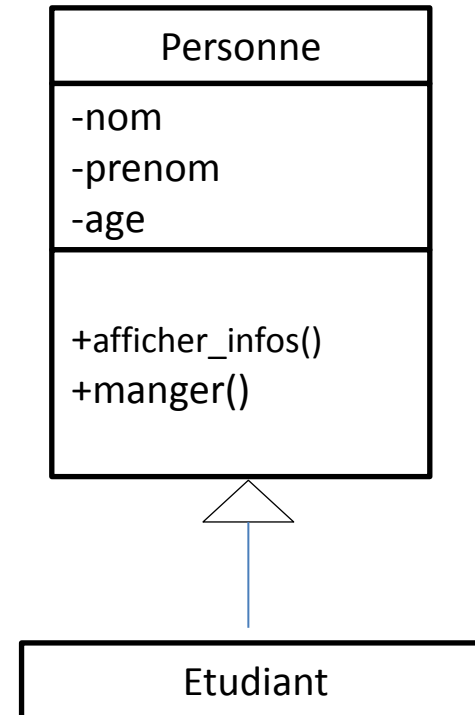 Personne
-nom
-prenom
-age
+afficher_infos()
+manger()
Etudiant